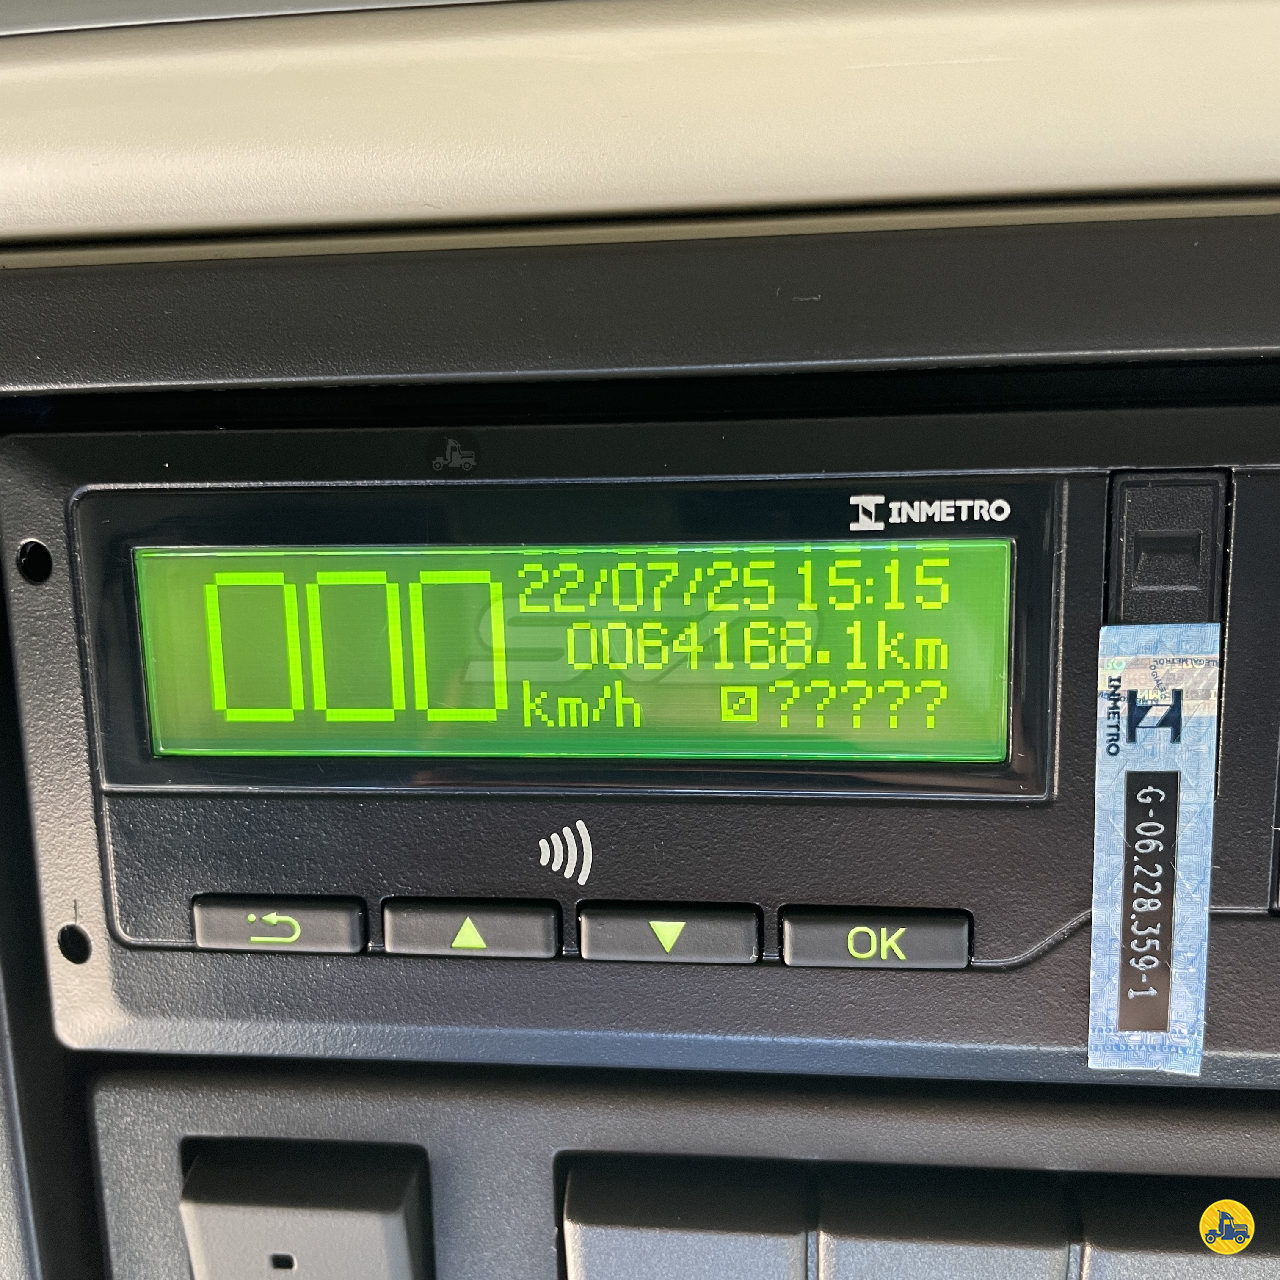 INMETRO
22/07/25 15:15
000
0064168.1km
km/h
?????
OK
INMETRO
G-06.228.359-1